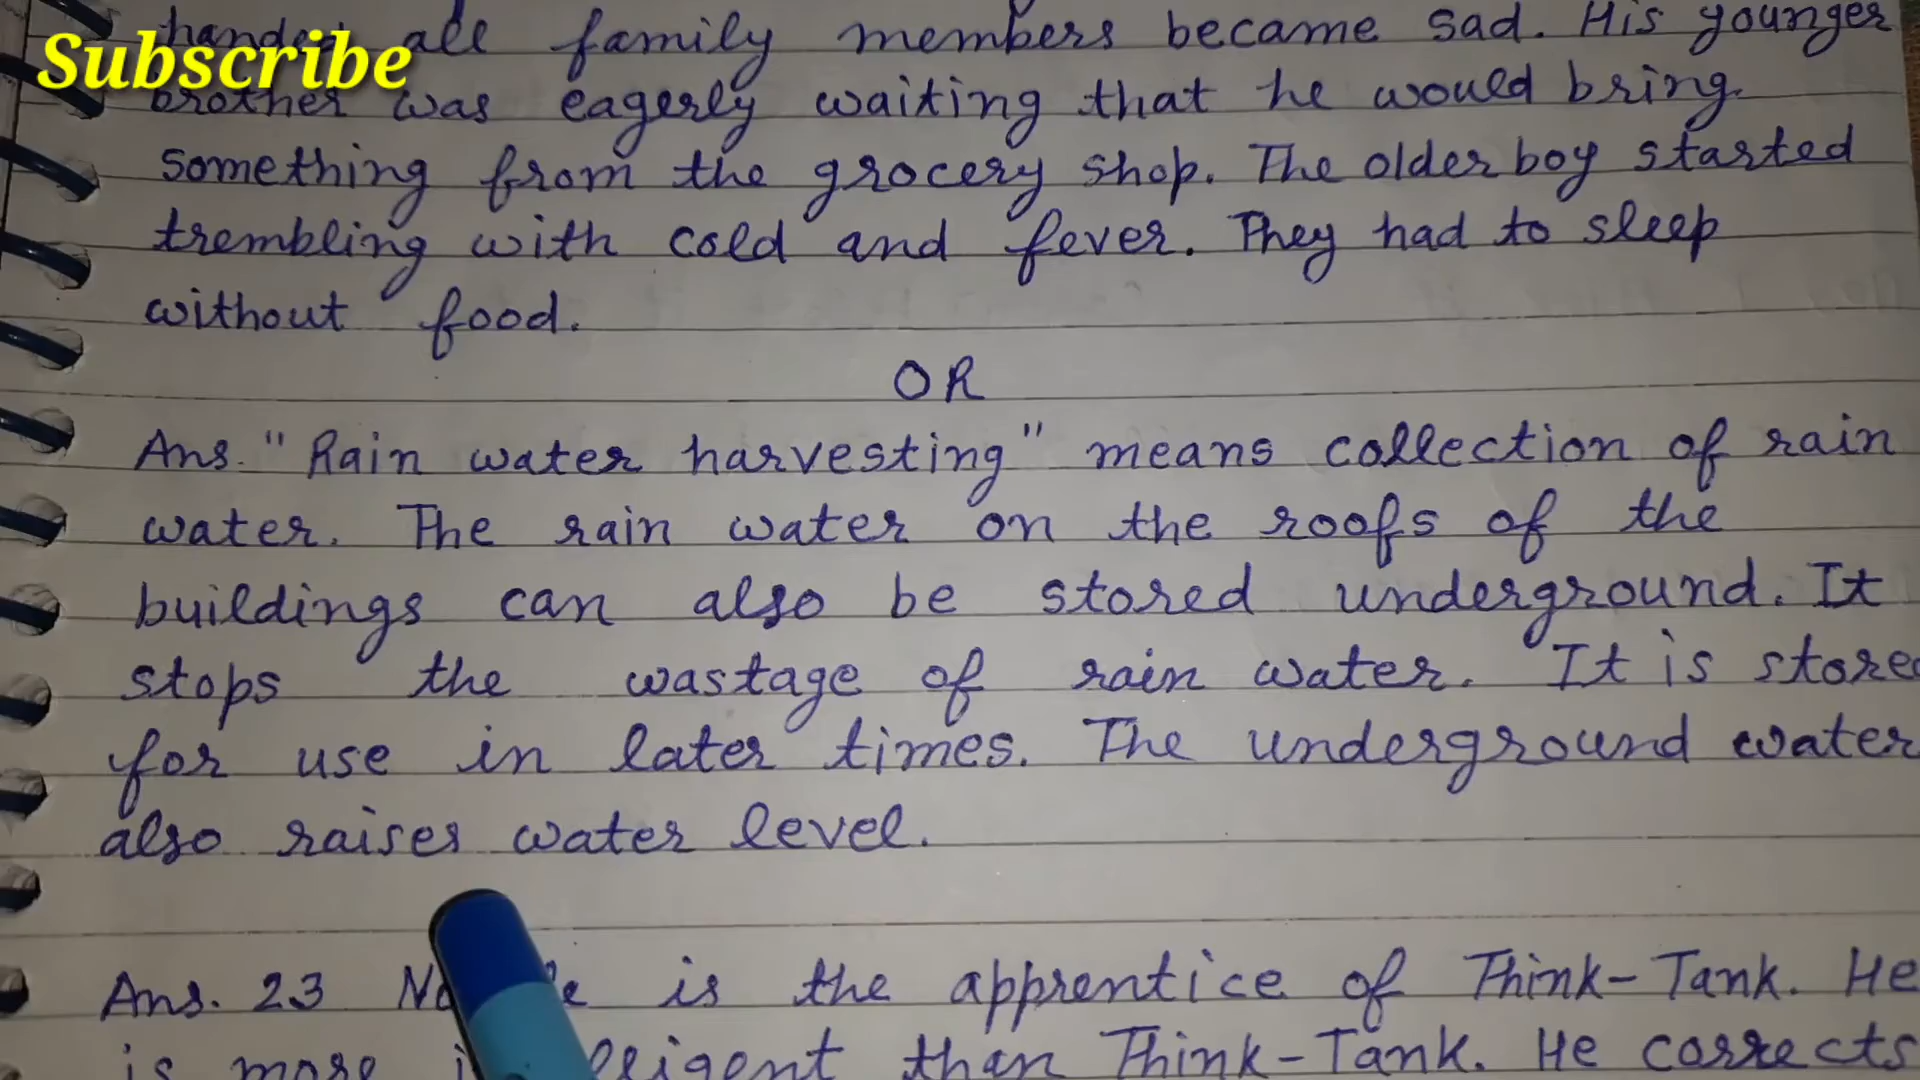 Subscribe
all family members became sad. His younger
brother was eagerly waiting that he would bring
something from the grocery shop. The older boy started
trembling with cold and fever. They had to sleep
without food.
OR
Ans. "Rain water harvesting" means collection of rain
water. The rain water on the roofs of the
buildings can also be stored underground. It
stops the wastage of rain water. It is store
for use in later times. The underground water
also raises water level.
Ans. 23 is the apprentice of Think-Tank. He
is more than Think-Tank. He corrects